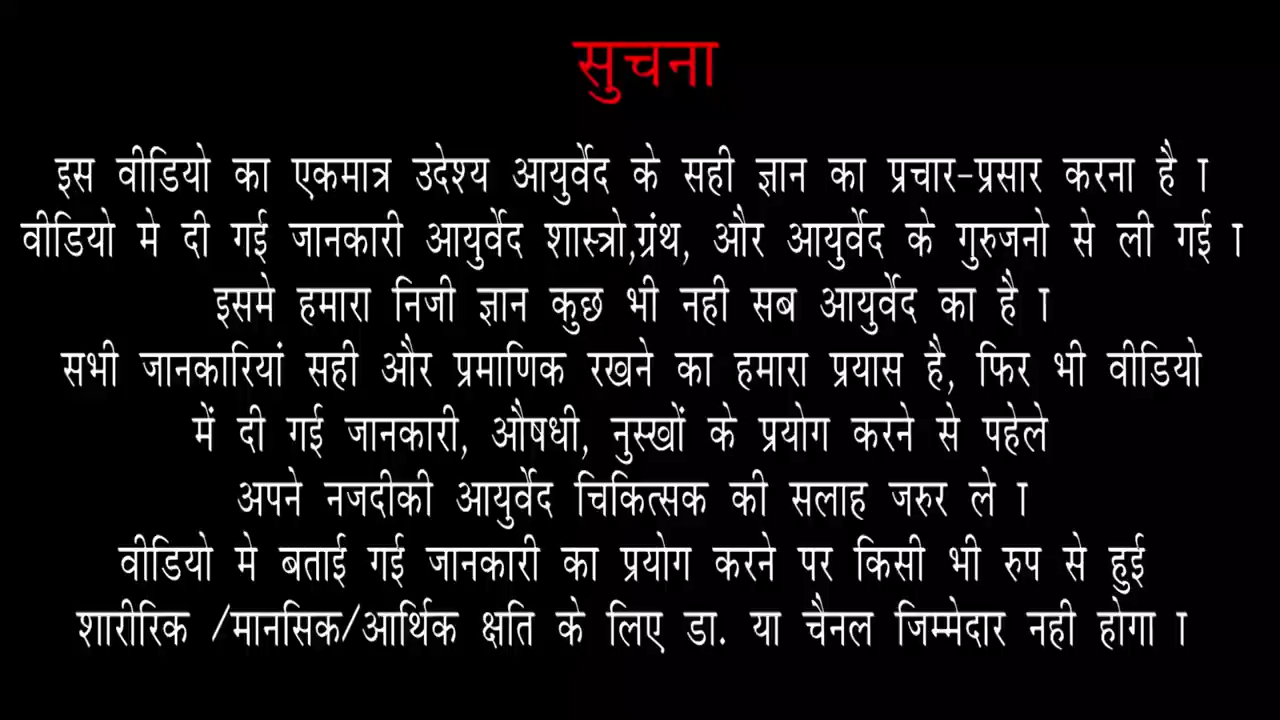 सुचना
इस वीडियो का एकमात्र उदेश्य आयुर्वेद के सही ज्ञान का प्रचार-प्रसार करना है ा
वीडियो मे दी गई जानकारी आयुर्वेद शास्त्रो,ग्रंथ, और आयुर्वेद के गुरुजनो से ली गई ा
इसमे हमारा निजी ज्ञान कुछ भी नही सब आयुर्वेद का है ा
सभी जानकारियां सही और प्रमाणिक रखने का हमारा प्रयास है, फिर भी वीडियो
में दी गई जानकारी, औषधी, नुस्खों के प्रयोग करने से पहेले
अपने नजदीकी आयुर्वेद चिकित्सक की सलाह जरुर ले ा
वीडियो मे बताई गई जानकारी का प्रयोग करने पर किसी भी रुप से हुई
शारीरिक /मानसिक/आर्थिक क्षति के लिए डा. या चैनल जिम्मेदार नही होगा ा